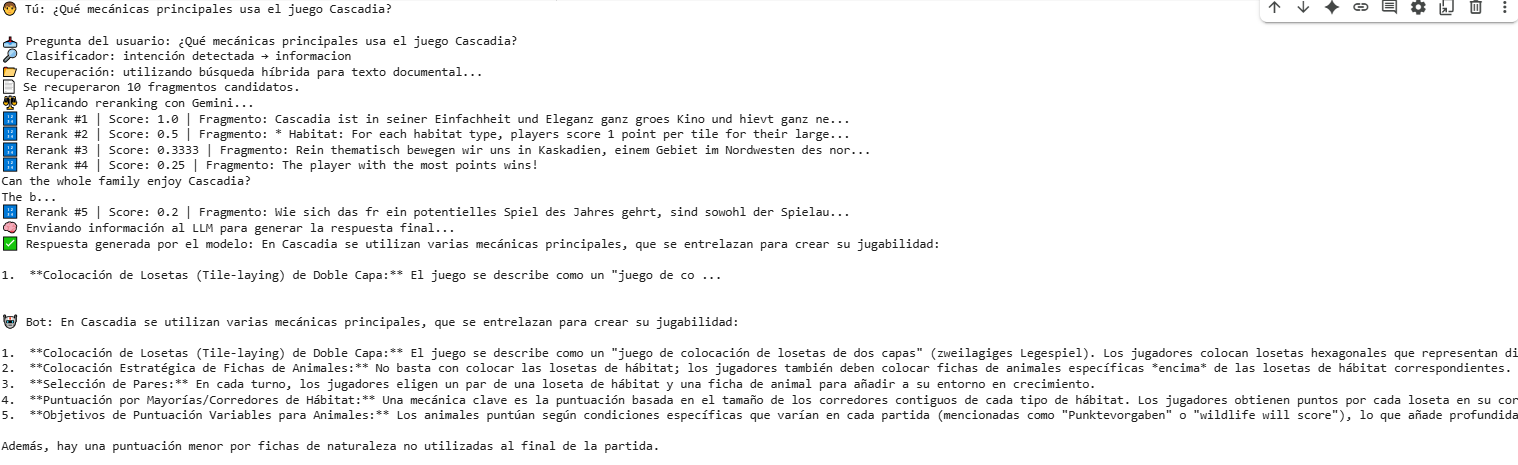 Tú: ¿Qué mecánicas principales usa el juego Cascadia?
Pregunta del usuario: ¿Qué mecánicas principales usa el juego Cascadia?
Clasificador: intención detectada → informacion
Recuperación: utilizando búsqueda híbrida para texto documental...
Se recuperaron 10 fragmentos candidatos.
Aplicando reranking con Gemini...
Rerank #1 | Score: 1.0 | Fragmento: Cascadia ist in seiner Einfachheit und Eleganz ganz groes Kino und hievt ganz ne...
Rerank #2 | Score: 0.5 | Fragmento: * Habitat: For each habitat type, players score 1 point per tile for their large...
Rerank #3 | Score: 0.3333 | Fragmento: Rein thematisch bewegen wir uns in Kaskadien, einem Gebiet im Nordwesten des nor...
Rerank #4 | Score: 0.25 | Fragmento: The player with the most points wins!
Can the whole family enjoy Cascadia?
The b...
Rerank #5 | Score: 0.2 | Fragmento: Wie sich das fr ein potentielles Spiel des Jahres gehrt, sind sowohl der Spielau...
Enviando información al LLM para generar la respuesta final...
Respuesta generada por el modelo: En Cascadia se utilizan varias mecánicas principales, que se entrelazan para crear su jugabilidad:
1. **Colocación de Losetas (Tile-laying) de Doble Capa:** El juego se describe como un "juego de co ...
Bot: En Cascadia se utilizan varias mecánicas principales, que se entrelazan para crear su jugabilidad:
1. **Colocación de Losetas (Tile-laying) de Doble Capa:** El juego se describe como un "juego de colocación de losetas de dos capas" (zweilagiges Legespiel). Los jugadores colocan losetas hexagonales que representan di
2. **Colocación Estratégica de Fichas de Animales:** No basta con colocar las losetas de hábitat; los jugadores también deben colocar fichas de animales específicas *encima* de las losetas de hábitat correspondientes.
3. **Selección de Pares:** En cada turno, los jugadores eligen un par de una loseta de hábitat y una ficha de animal para añadir a su entorno en crecimiento.
4. **Puntuación por Mayorías/Corredores de Hábitat:** Una mecánica clave es la puntuación basada en el tamaño de los corredores contiguos de cada tipo de hábitat. Los jugadores obtienen puntos por cada loseta en su cor
5. **Objetivos de Puntuación Variables para Animales:** Los animales puntúan según condiciones específicas que varían en cada partida (mencionadas como "Punktevorgaben" o "wildlife will score"), lo que añade profundida
Además, hay una puntuación menor por fichas de naturaleza no utilizadas al final de la partida.